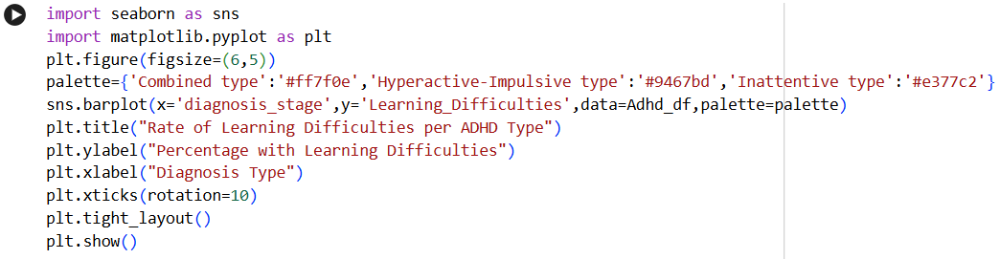 import seaborn as sns
import matplotlib.pyplot as plt
plt.figure(figsize=(6,5))
palette={'Combined type':'#ff7f0e','Hyperactive-Impulsive type':'#9467bd','Inattentive type':'#e377c2'}
sns.barplot(x='diagnosis_stage',y='Learning_Difficulties',data=Adhd_df,palette=palette)
plt.title("Rate of Learning Difficulties per ADHD Type")
plt.ylabel("Percentage with Learning Difficulties")
plt.xlabel("Diagnosis Type")
plt.xticks(rotation=10)
plt.tight_layout()
plt.show()